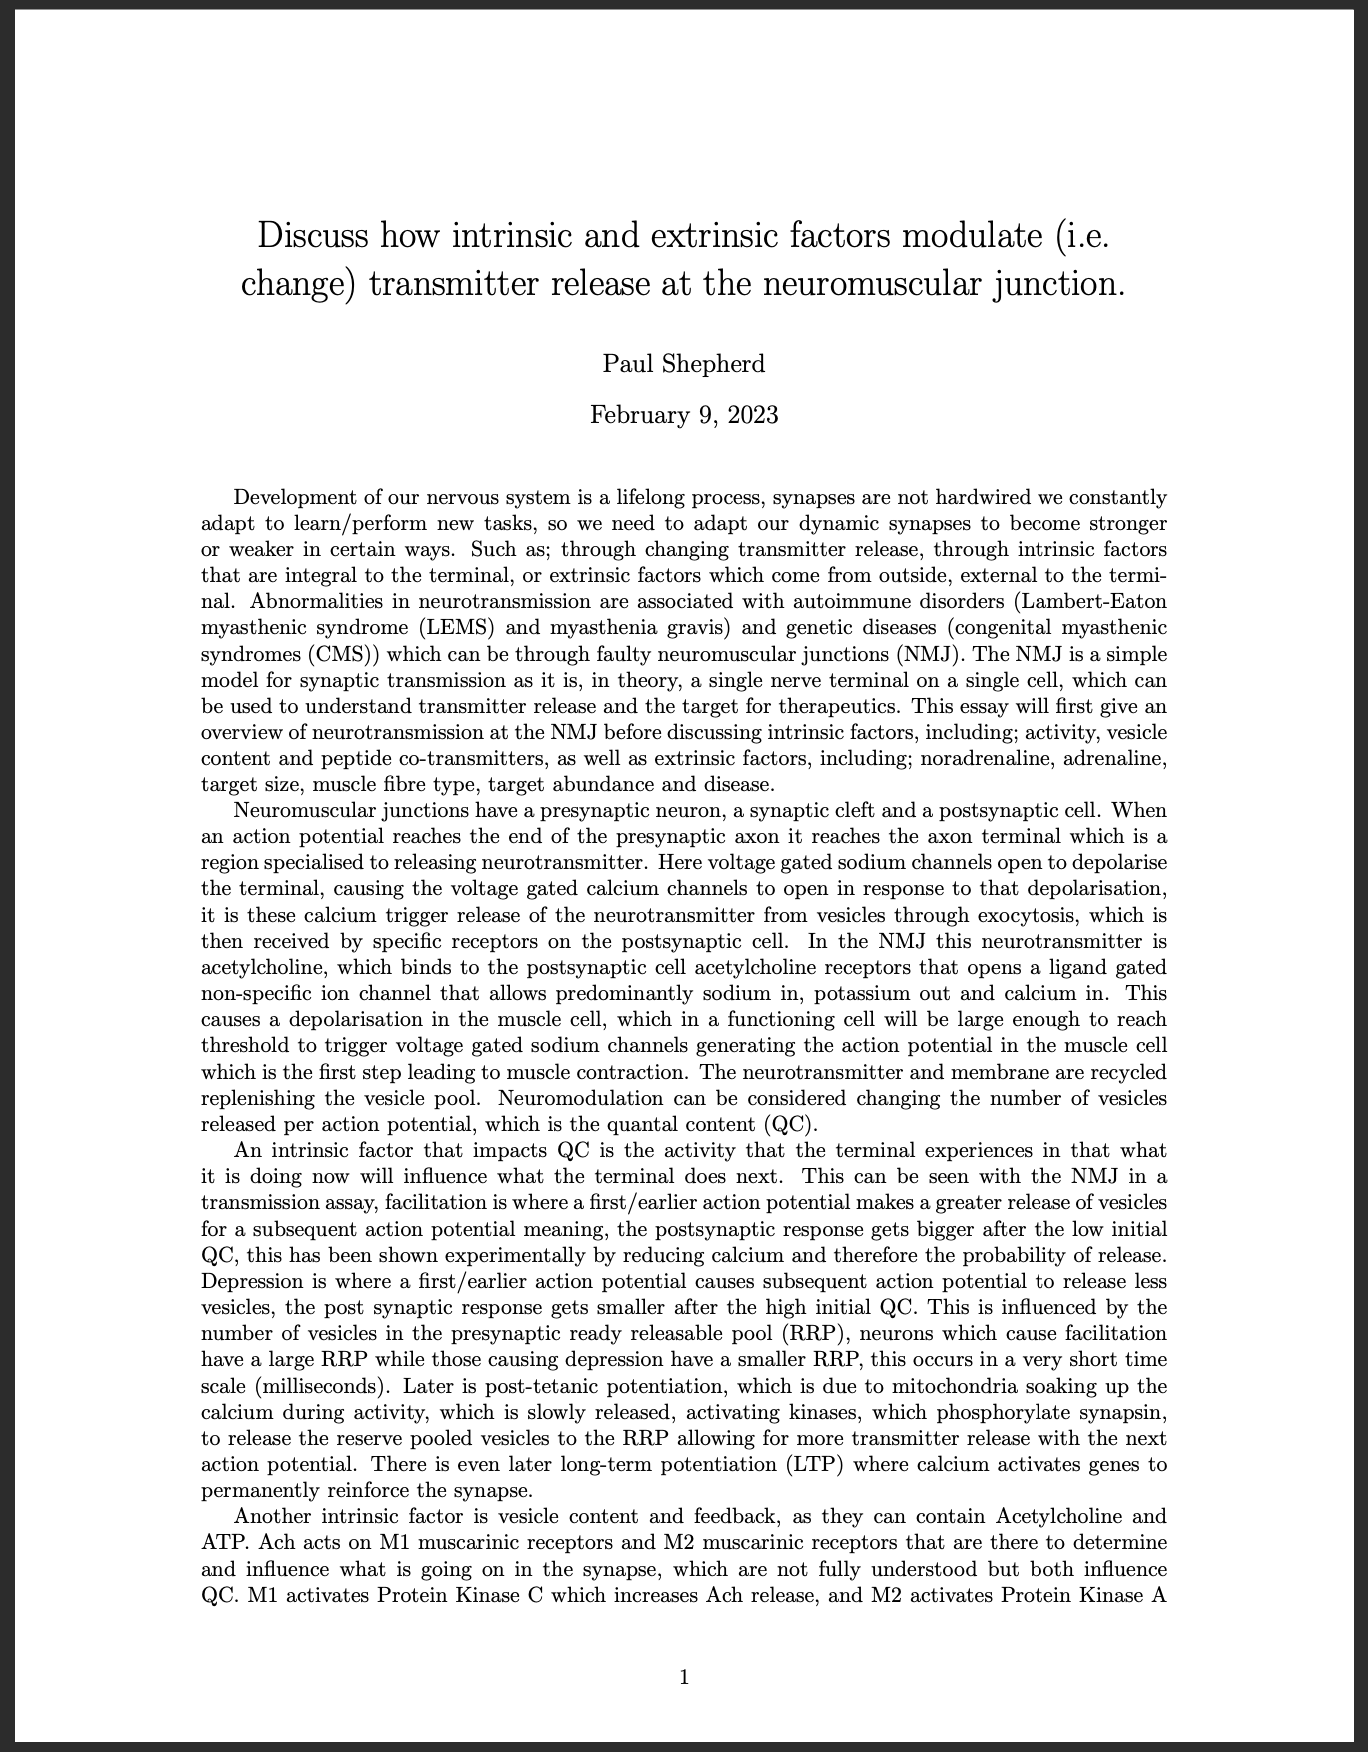 Discuss how intrinsic and extrinsic factors modulate (i.e.
change) transmitter release at the neuromuscular junction.
Paul Shepherd
February 9, 2023
Development of our nervous system is a lifelong process, synapses are not hardwired we constantly
adapt to learn/perform new tasks, so we need to adapt our dynamic synapses to become stronger
or weaker in certain ways. Such as; through changing transmitter release, through intrinsic factors
that are integral to the terminal, or extrinsic factors which come from outside, external to the termi-
nal. Abnormalities in neurotransmission are associated with autoimmune disorders (Lambert-Eaton
myasthenic syndrome (LEMS) and myasthenia gravis) and genetic diseases (congenital myasthenic
syndromes (CMS)) which can be through faulty neuromuscular junctions (NMJ). The NMJ is a simple
model for synaptic transmission as it is, in theory, a single nerve terminal on a single cell, which can
be used to understand transmitter release and the target for therapeutics. This essay will first give an
overview of neurotransmission at the NMJ before discussing intrinsic factors, including; activity, vesicle
content and peptide co-transmitters, as well as extrinsic factors, including; noradrenaline, adrenaline,
target size, muscle fibre type, target abundance and disease.
Neuromuscular junctions have a presynaptic neuron, a synaptic cleft and a postsynaptic cell. When
an action potential reaches the end of the presynaptic axon it reaches the axon terminal which is a
region specialised to releasing neurotransmitter. Here voltage gated sodium channels open to depolarise
the terminal, causing the voltage gated calcium channels to open in response to that depolarisation,
it is these calcium trigger release of the neurotransmitter from vesicles through exocytosis, which is
then received by specific receptors on the postsynaptic cell. In the NMJ this neurotransmitter is
acetylcholine, which binds to the postsynaptic cell acetylcholine receptors that opens a ligand gated
non-specific ion channel that allows predominantly sodium in, potassium out and calcium in. This
causes a depolarisation in the muscle cell, which in a functioning cell will be large enough to reach
threshold to trigger voltage gated sodium channels generating the action potential in the muscle cell
which is the first step leading to muscle contraction. The neurotransmitter and membrane are recycled
replenishing the vesicle pool. Neuromodulation can be considered changing the number of vesicles
released per action potential, which is the quantal content (QC).
An intrinsic factor that impacts QC is the activity that the terminal experiences in that what
it is doing now will influence what the terminal does next. This can be seen with the NMJ in a
transmission assay, facilitation is where a first/earlier action potential makes a greater release of vesicles
for a subsequent action potential meaning, the postsynaptic response gets bigger after the low initial
QC, this has been shown experimentally by reducing calcium and therefore the probability of release.
Depression is where a first/earlier action potential causes subsequent action potential to release less
vesicles, the post synaptic response gets smaller after the high initial QC. This is influenced by the
number of vesicles in the presynaptic ready releasable pool (RRP), neurons which cause facilitation
have a large RRP while those causing depression have a smaller RRP, this occurs in a very short time
scale (milliseconds). Later is post-tetanic potentiation, which is due to mitochondria soaking up the
calcium during activity, which is slowly released, activating kinases, which phosphorylate synapsin,
to release the reserve pooled vesicles to the RRP allowing for more transmitter release with the next
action potential. There is even later long-term potentiation (LTP) where calcium activates genes to
permanently reinforce the synapse.
Another intrinsic factor is vesicle content and feedback, as they can contain Acetylcholine and
ATP. Ach acts on M1 muscarinic receptors and M2 muscarinic receptors that are there to determine
and influence what is going on in the synapse, which are not fully understood but both influence
QC. M1 activates Protein Kinase C which increases Ach release, and M2 activates Protein Kinase A
1